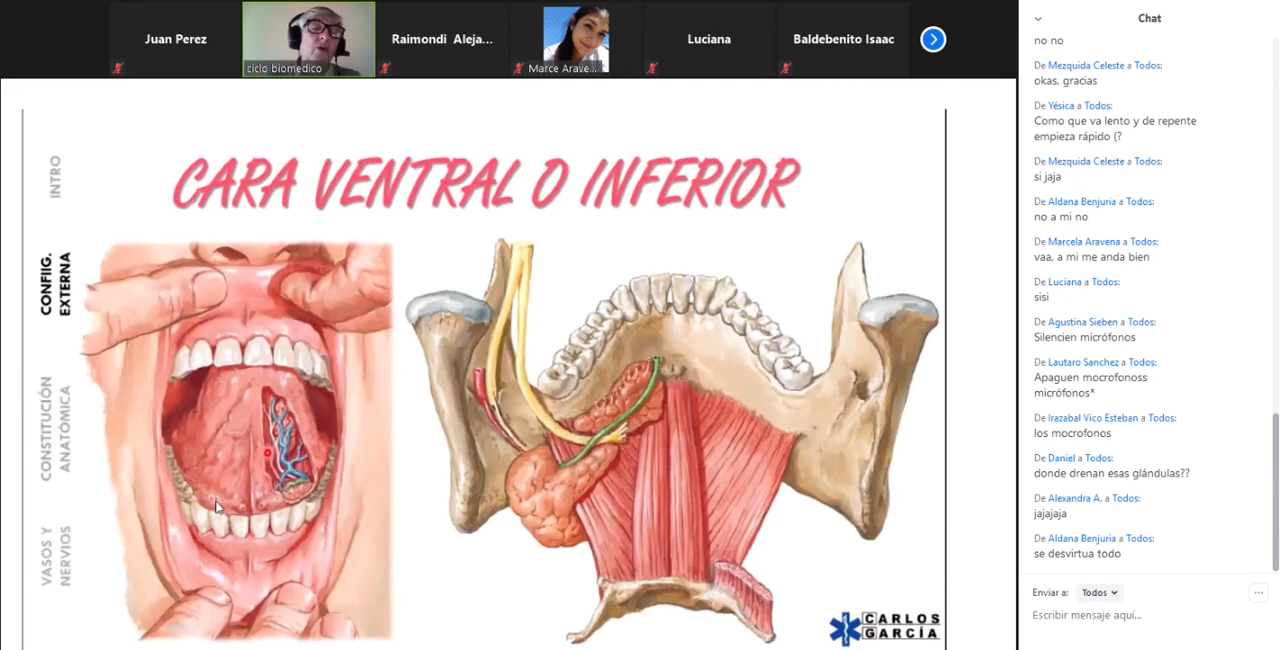 Juan Perez
ciclo biomedico
Raimondi Aleja...
Marce Arave...
Luciana
Baldebenito Isaac
INTRO
CONFIIG.
EXTERNA
CONSTITUCIÓN
ANATÓMICA
VASOS Y
NERVIOS
CARA VENTRAL O INFERIOR
CARLOS
GARCÍA
Chat
no no
De Mezquida Celeste a Todos:
okas, gracias
De Yésica a Todos:
Como que va lento y de repente
empieza rápido (?
De Mezquida Celeste a Todos:
si jaja
De Aldana Benjuria a Todos:
no a mi no
De Marcela Aravena a Todos:
vaa, a mi me anda bien
De Luciana a Todos:
sisi
De Agustina Sieben a Todos:
Silencien micrófonos
De Lautaro Sanchez a Todos:
Apaguen mocrofonoss
micrófonos*
De Irazabal Vico Esteban a Todos:
los mocrofonos
De Daniel a Todos:
donde drenan esas glándulas??
De Alexandra A. a Todos:
jajajaja
De Aldana Benjuria a Todos:
se desvirtua todo
Enviar a: Todos
Escribir mensaje aquí...